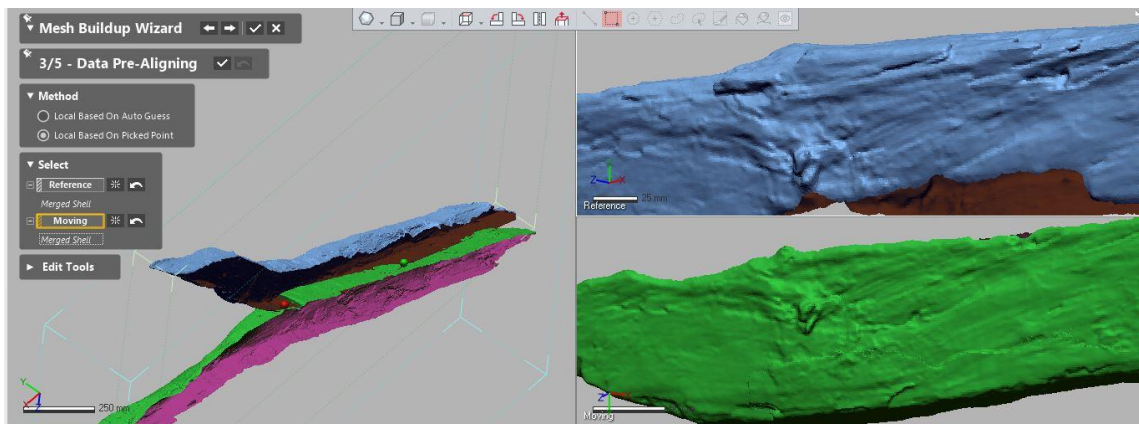 Mesh Buildup Wizard
3/5 - Data Pre-Aligning
Method
Local Based On Auto Guess
Local Based On Picked Point
Select
Reference
Merged Shell
Moving
Merged Shell
Edit Tools
Y
X
Z
250 mm
Z
X
25 mm
Reference
Z
Moving